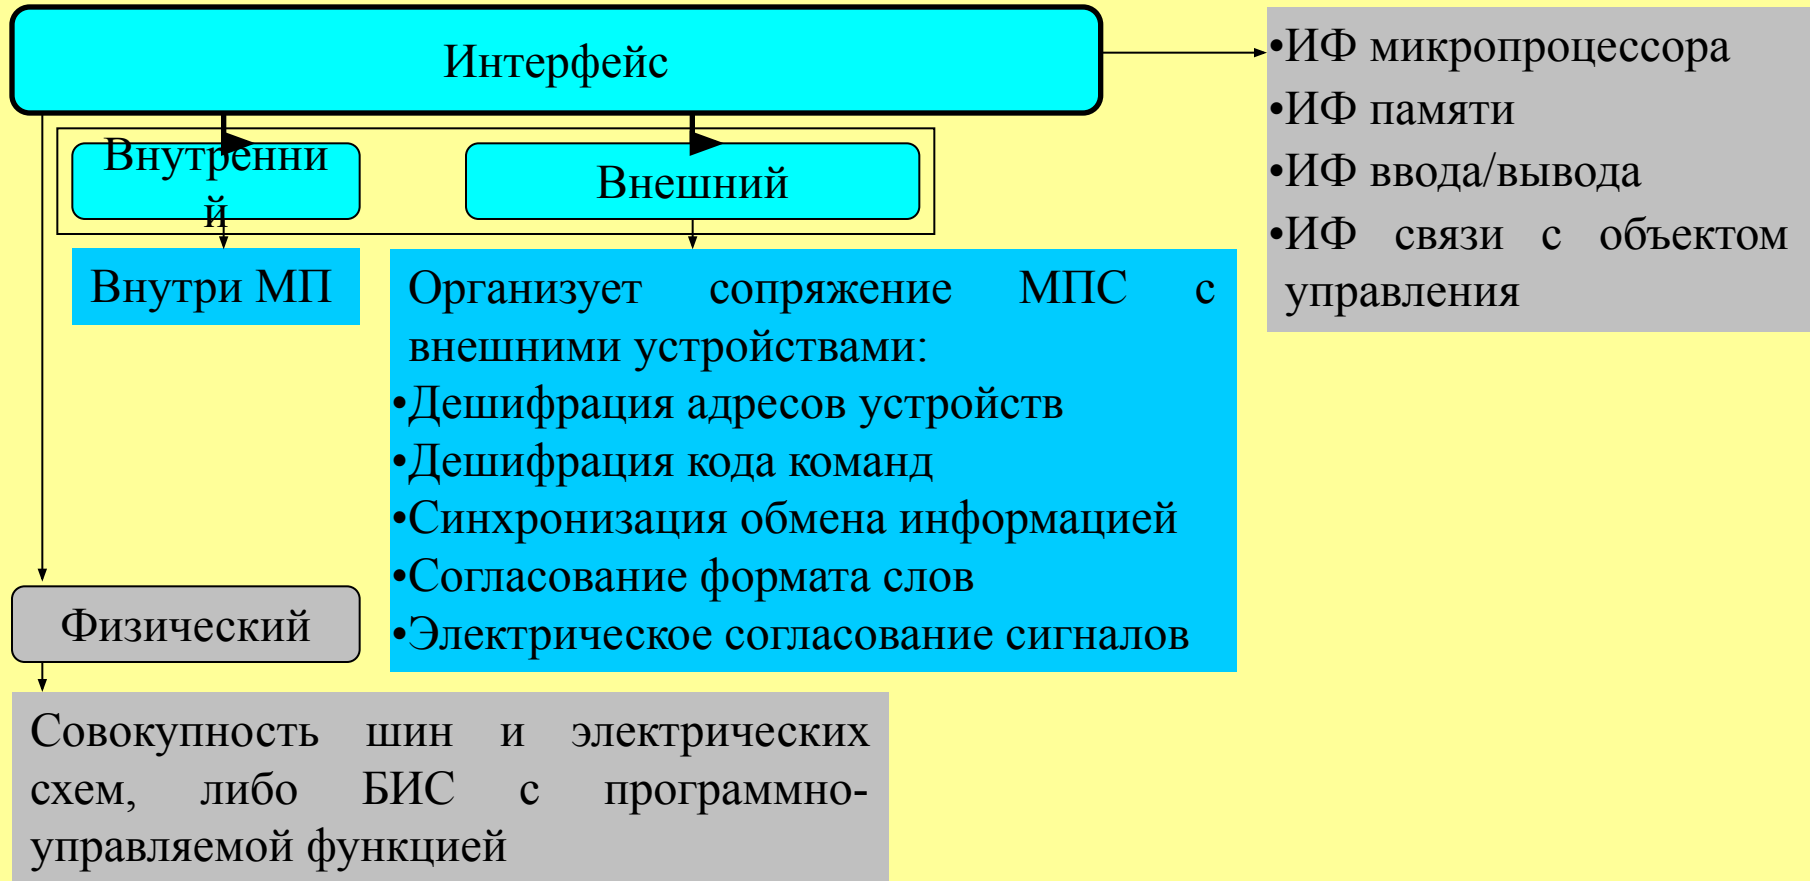 Интерфейс
Внутренни
й
Внешний
Внутри МП
Организует сопряжение МПС с
внешними устройствами:
•Дешифрация адресов устройств
•Дешифрация кода команд
•Синхронизация обмена информацией
•Согласование формата слов
•Электрическое согласование сигналов
•ИФ микропроцессора
•ИФ памяти
•ИФ ввода/вывода
•ИФ связи с объектом
управления
Физический
Совокупность шин и электрических
схем, либо БИС с программно-
управляемой функцией